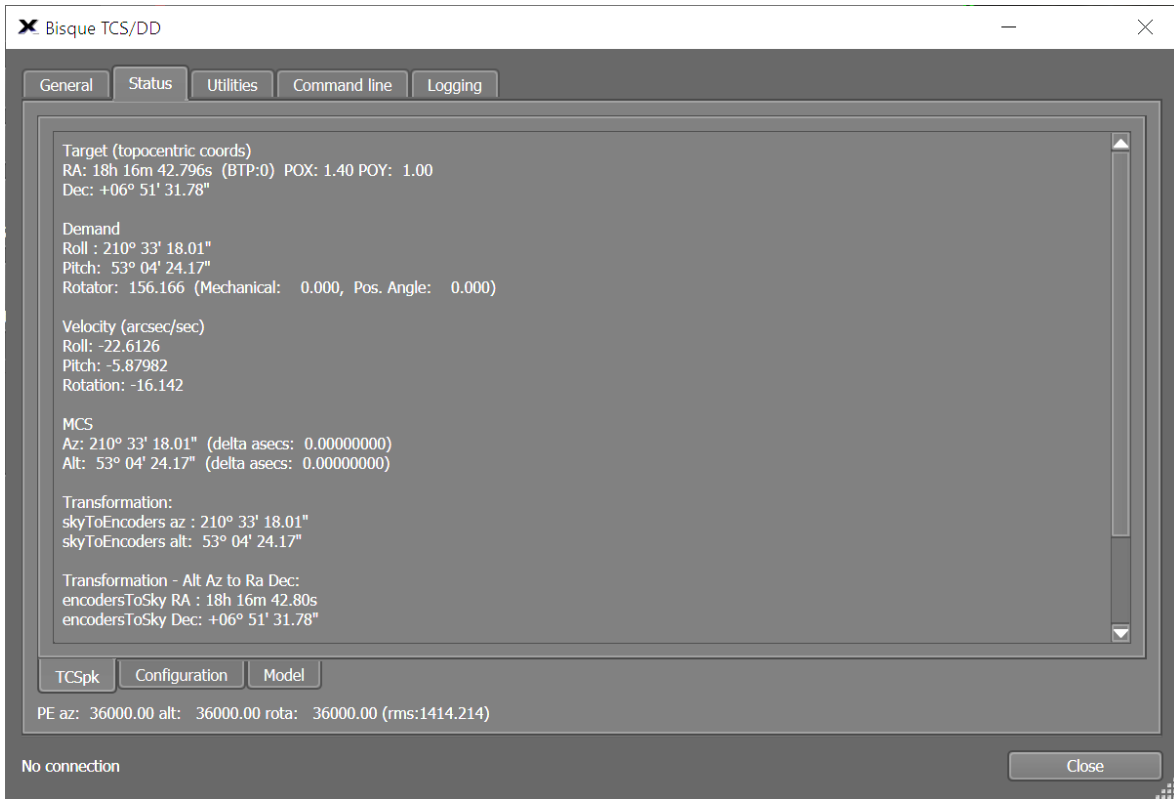 Bisque TCS/DD
General Status Utilities Command line Logging
Target (topocentric coords)
RA: 18h 16m 42.796s (BTP:0) POX: 1.40 POY: 1.00
Dec: +06° 51' 31.78"
Demand
Roll : 210° 33' 18.01"
Pitch: 53° 04' 24.17"
Rotator: 156.166 (Mechanical: 0.000, Pos. Angle: 0.000)
Velocity (arcsec/sec)
Roll: -22.6126
Pitch: -5.87982
Rotation: -16.142
MCS
Az: 210° 33' 18.01" (delta asecs: 0.00000000)
Alt: 53° 04' 24.17" (delta asecs: 0.00000000)
Transformation:
skyToEncoders az : 210° 33' 18.01"
skyToEncoders alt: 53° 04' 24.17"
Transformation - Alt Az to Ra Dec:
encodersToSky RA : 18h 16m 42.80s
encodersToSky Dec: +06° 51' 31.78"
TCSpk Configuration Model
PE az: 36000.00 alt: 36000.00 rota: 36000.00 (rms:1414.214)
No connection Close